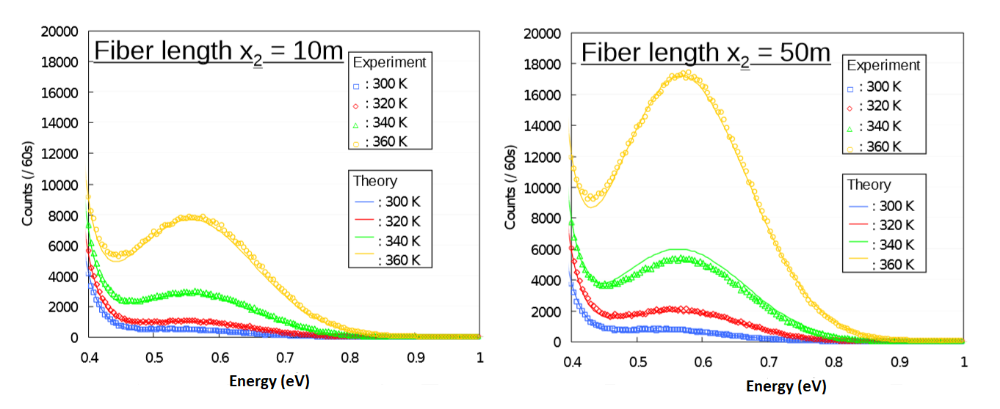 Fiber length x2 = 10m
Counts (/ 60s)
20000
18000
16000
14000
12000
10000
8000
6000
4000
2000
0
0.4 0.5 0.6 0.7 0.8 0.9 1
Energy (eV)
Experiment
: 300 K
: 320 K
: 340 K
: 360 K
Theory
: 300 K
: 320 K
: 340 K
: 360 K
Fiber length x2 = 50m
Counts (/ 60s)
20000
18000
16000
14000
12000
10000
8000
6000
4000
2000
0
0.4 0.5 0.6 0.7 0.8 0.9 1
Energy (eV)
Experiment
: 300 K
: 320 K
: 340 K
: 360 K
Theory
: 300 K
: 320 K
: 340 K
: 360 K